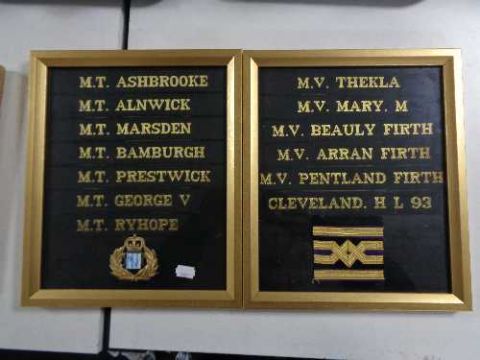 M.T. ASHBROOKE
M.T. ALNWICK
M.T. MARSDEN
M.T. BAMBURGH
M.T. PRESTWICK
M.T. GEORGE V
M.T. RYHOPE
M.V. THEKLA
M.V. MARY. M
M.V. BEAULY FIRTH
M.V. ARRAN FIRTH
M.V. PENTLAND FIRTH
CLEVELAND. H L 93